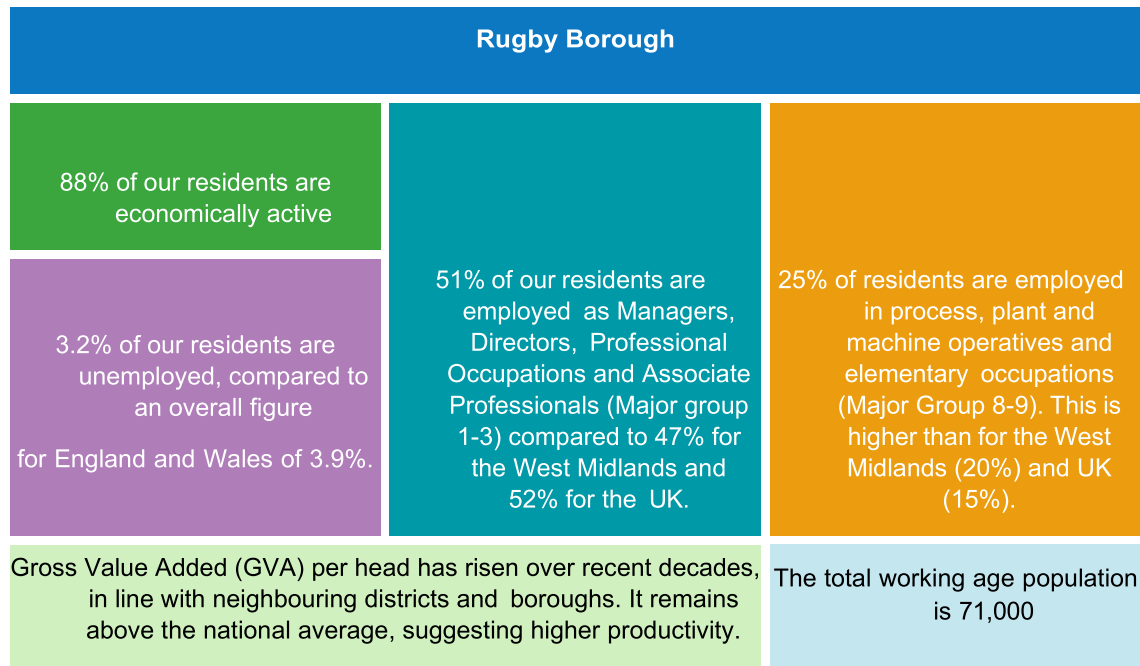 Rugby Borough
88% of our residents are
economically active
3.2% of our residents are
unemployed, compared to
an overall figure
for England and Wales of 3.9%.
51% of our residents are
employed as Managers,
Directors, Professional
Occupations and Associate
Professionals (Major group
1-3) compared to 47% for
the West Midlands and
52% for the UK.
25% of residents are employed
in process, plant and
machine operatives and
elementary occupations
(Major Group 8-9). This is
higher than for the West
Midlands (20%) and UK
(15%).
Gross Value Added (GVA) per head has risen over recent decades,
in line with neighbouring districts and boroughs. It remains
above the national average, suggesting higher productivity.
The total working age population
is 71,000